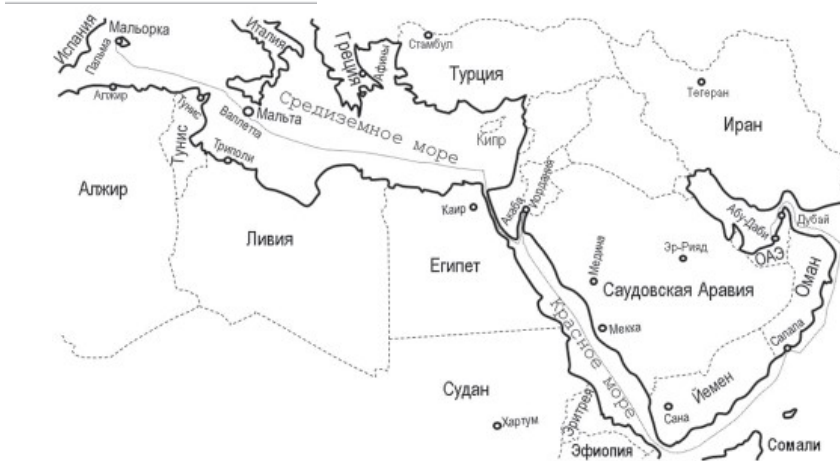 Испания
Мальорка
Пальма
Италия
Греция
Афины
Стамбул
Турция
Тегеран
Иран
Алжир
Тунис
Валлетта
Мальта
Средиземное море
Кипр
Тунис
Триполи
Алжир
Ливия
Каир
Египет
Акаба
Иордания
Медина
Эр-Рияд
Абу-Даби
Дубай
ОАЭ
Оман
Саудовская Аравия
Мекка
Красное море
Салала
Йемен
Сана
Судан
Хартум
Эритрея
Эфиопия
Сомали